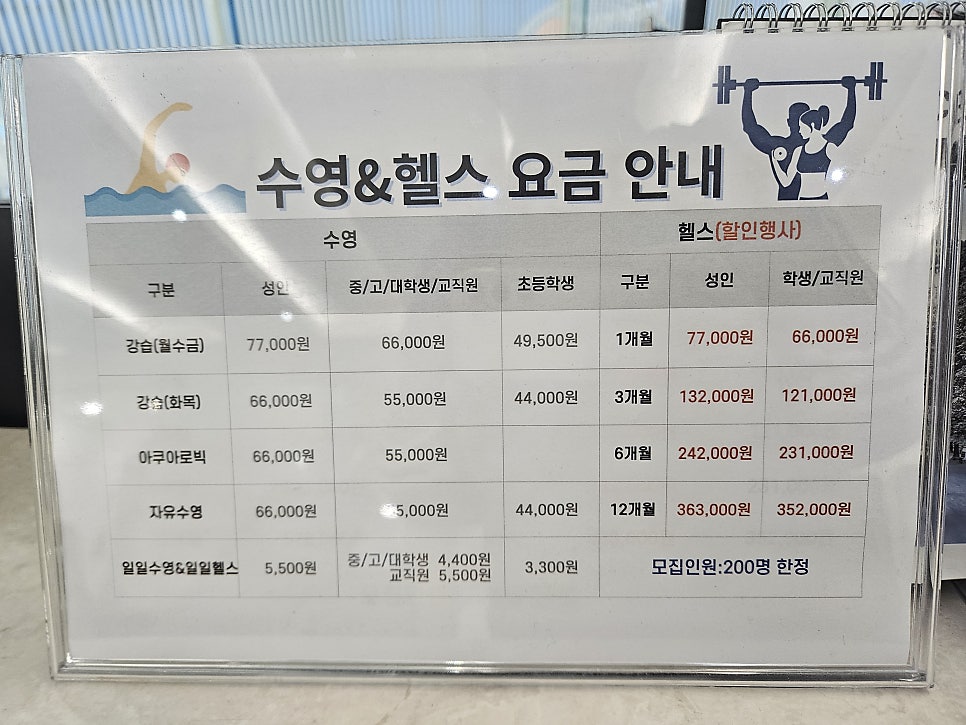 수영&헬스 요금 안내
수영 헬스(할인행사)
구분 성인 중/고/대학생/교직원 초등학생 구분 성인 학생/교직원
강습(월수금) 77,000원 66,000원 49,500원 1개월 77,000원 66,000원
강습(화목) 66,000원 55,000원 44,000원 3개월 132,000원 121,000원
아쿠아로빅 66,000원 55,000원 6개월 242,000원 231,000원
자유수영 66,000원 44,000원 12개월 363,000원 352,000원
일일수영&일일헬스 5,500원 중/고/대학생 4,400원 3,300원 모집인원:200명 한정
교직원 5,500원